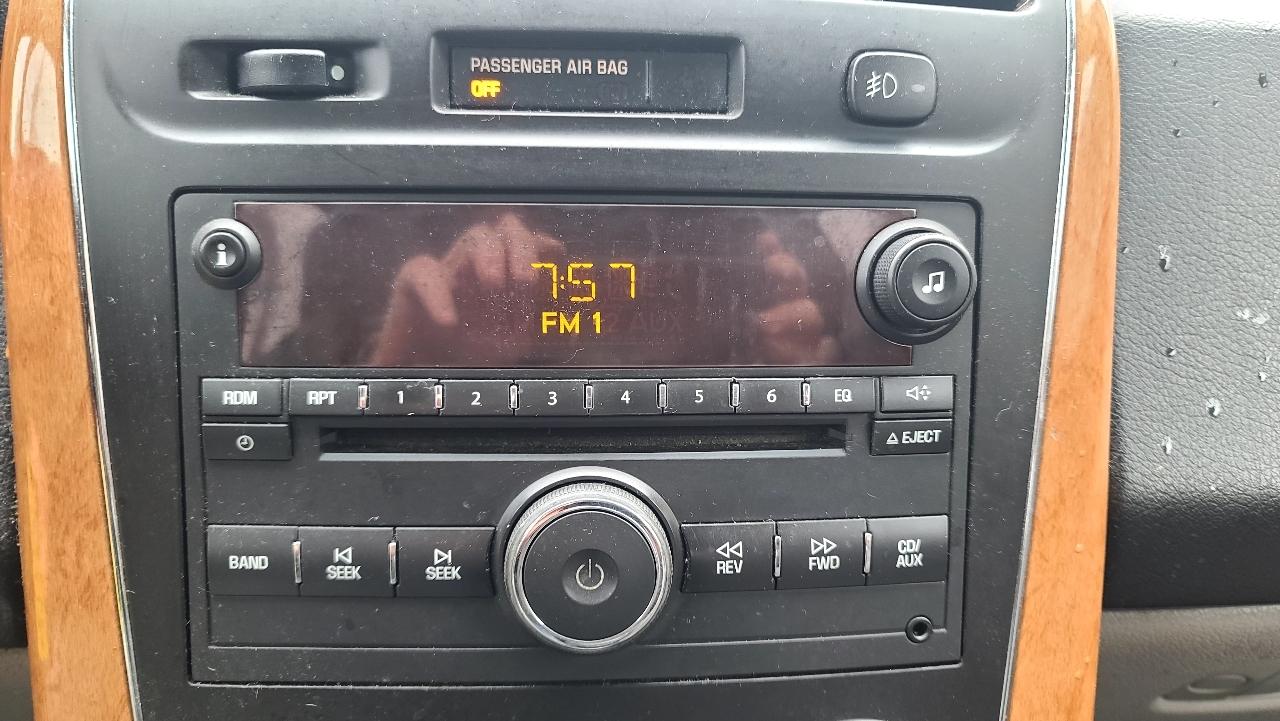 PASSENGER AIR BAG
OFF
i
7:57
FM 1
RDM RPT 1 2 3 4 5 6 EQ
EJECT
BAND SEEK SEEK REV FWD CD/
AUX